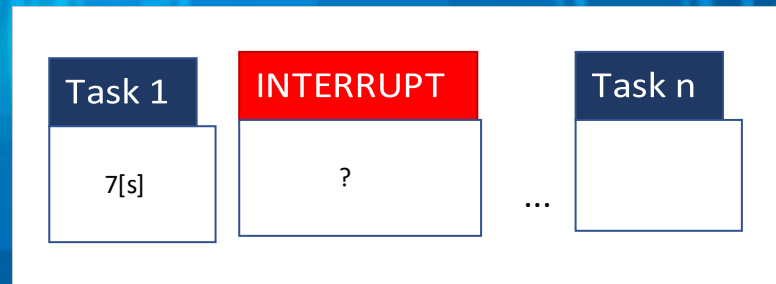 Task 1
INTERRUPT
Task n
7[s]
?
...